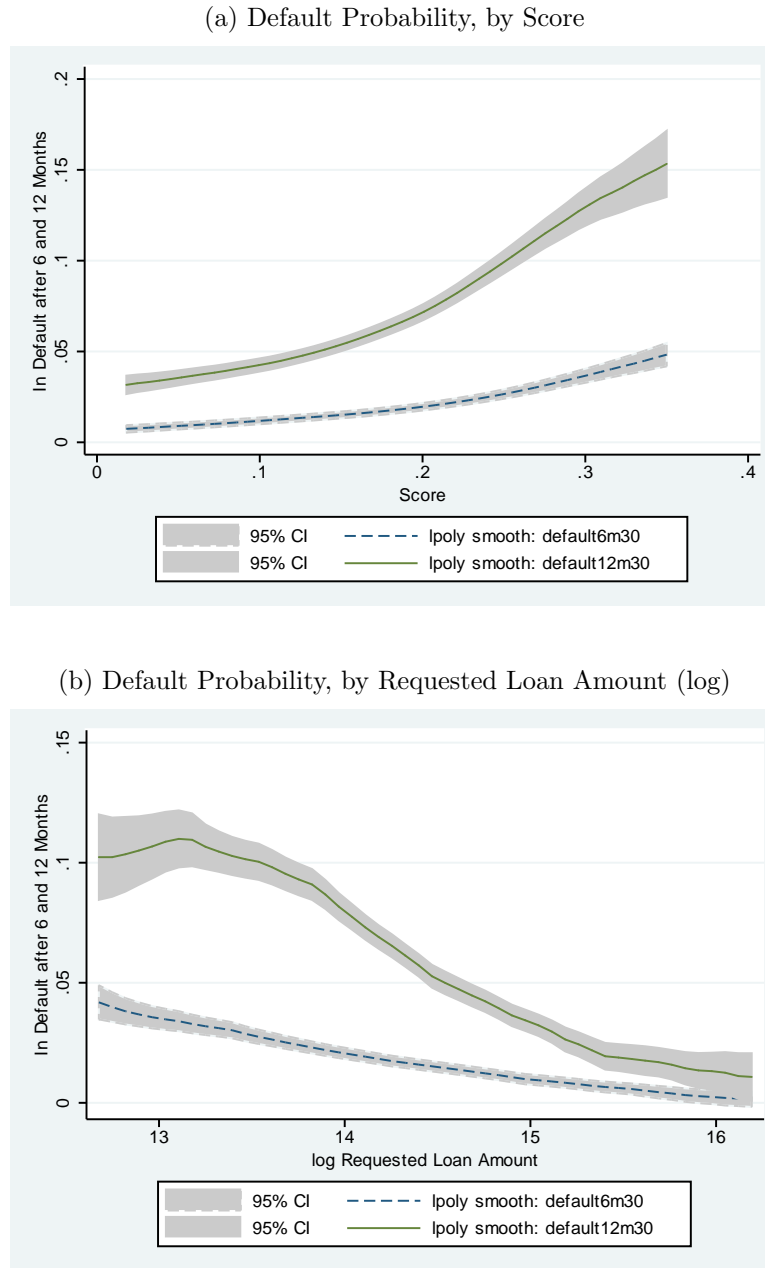 (a) Default Probability, by Score
In Default after 6 and 12 Months
.2
.15
.1
.05
0
0 .1 .2 .3 .4
Score
95% CI lpoly smooth: default6m30
95% CI lpoly smooth: default12m30
(b) Default Probability, by Requested Loan Amount (log)
In Default after 6 and 12 Months
.15
.1
.05
0
13 14 15 16
log Requested Loan Amount
95% CI lpoly smooth: default6m30
95% CI lpoly smooth: default12m30